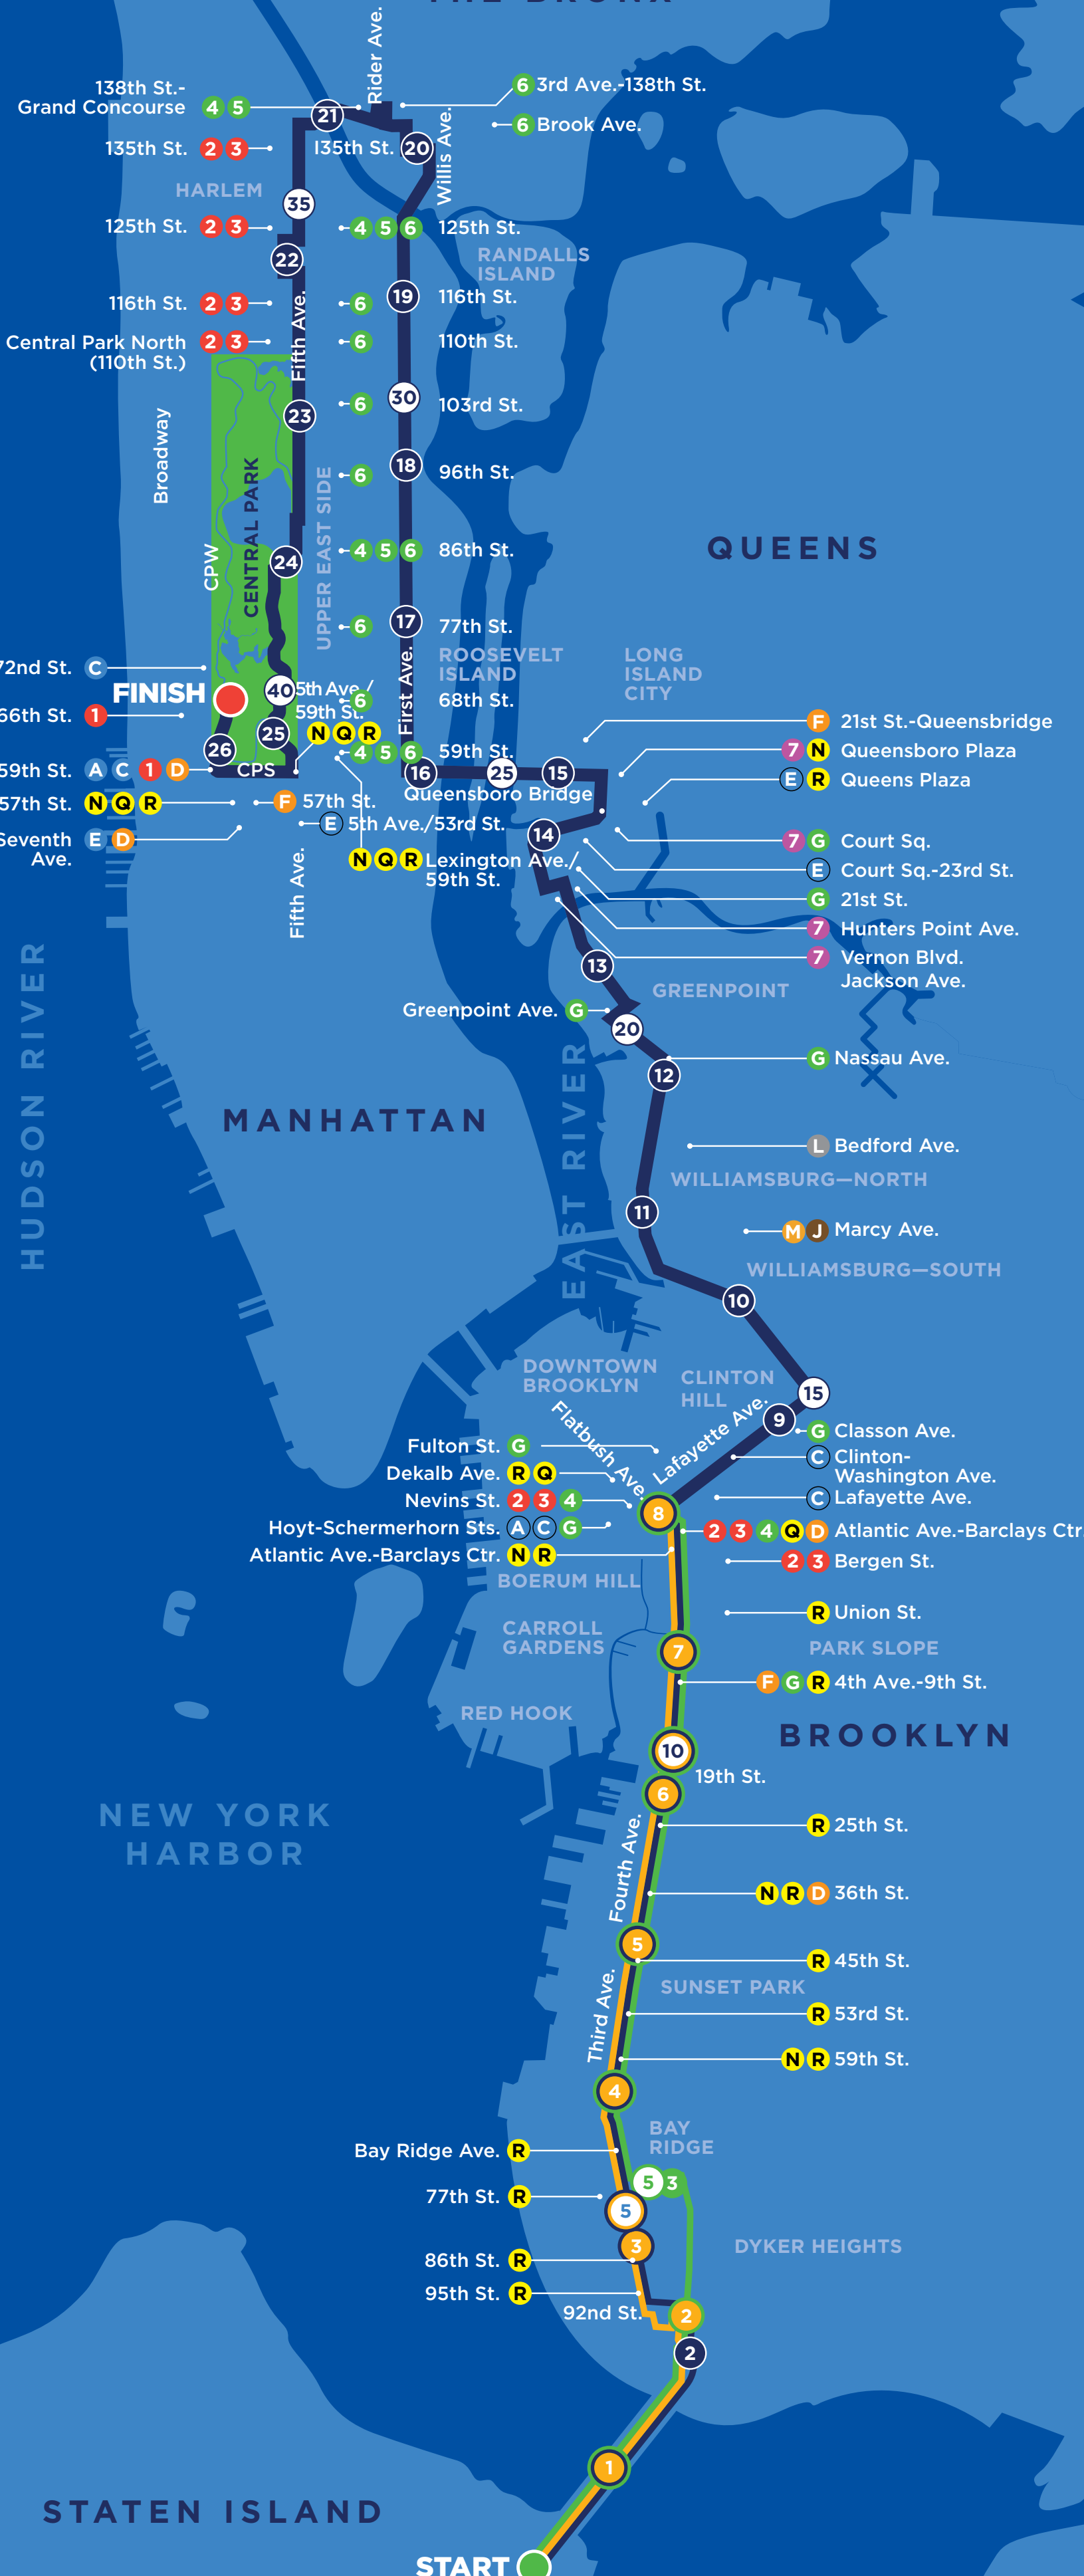 THE BRONX
Rider Ave.
138th St.-
Grand Concourse 4 5
21
6 3rd Ave.-138th St.
6 Brook Ave.
135th St. 2 3
135th St. 20
Willis Ave.
HARLEM
35
125th St. 2 3
4 5 6 125th St.
22
RANDALLS
ISLAND
116th St. 2 3
6 19 116th St.
Fifth Ave.
Central Park North 2 3
(110th St.)
6 110th St.
23
6 30 103rd St.
Broadway
CENTRAL PARK
UPPER EAST SIDE
6 18 96th St.
CPW
24
4 5 6 86th St.
QUEENS
6 17 77th St.
First Ave.
ROOSEVELT
ISLAND
LONG
ISLAND
CITY
72nd St. C
FINISH
40
5th Ave./
59th St.
N Q R
6 68th St.
66th St. 1
25
26
4 5 6 59th St.
F 21st St.-Queensbridge
7 N Queensboro Plaza
E R Queens Plaza
59th St. A C 1 D
CPS
16 25 15
Queensboro Bridge
57th St. N Q R
F 57th St.
E 5th Ave./53rd St.
Seventh E D
Ave.
14
7 G Court Sq.
N Q R Lexington Ave./
59th St.
E Court Sq.-23rd St.
G 21st St.
Fifth Ave.
7 Hunters Point Ave.
7 Vernon Blvd.
Jackson Ave.
13
GREENPOINT
Greenpoint Ave. G
20
G Nassau Ave.
12
HUDSON RIVER
MANHATTAN
EAST RIVER
L Bedford Ave.
WILLIAMSBURG—NORTH
11
M J Marcy Ave.
WILLIAMSBURG—SOUTH
10
DOWNTOWN
BROOKLYN
CLINTON
HILL
15
9
Flatbush Ave.
Lafayette Ave.
G Classon Ave.
Fulton St. G
C Clinton-
Washington Ave.
Dekalb Ave. R Q
C Lafayette Ave.
Nevins St. 2 3 4
8
Hoyt-Schermerhorn Sts. A C G
2 3 4 Q D Atlantic Ave.-Barclays Ctr
Atlantic Ave.-Barclays Ctr. N R
2 3 Bergen St.
BOERUM HILL
R Union St.
CARROLL
GARDENS
7
PARK SLOPE
F G R 4th Ave.-9th St.
RED HOOK
BROOKLYN
10
19th St.
6
NEW YORK
HARBOR
R 25th St.
Fourth Ave.
N R D 36th St.
5
R 45th St.
SUNSET PARK
Third Ave.
R 53rd St.
N R 59th St.
4
BAY
RIDGE
Bay Ridge Ave. R
5 3
77th St. R
5
3
DYKER HEIGHTS
86th St. R
95th St. R
92nd St.
2
2
1
STATEN ISLAND
START